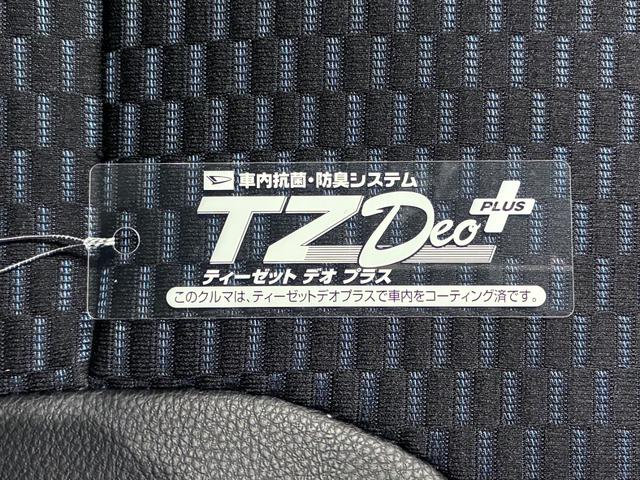 車内抗菌・防臭システム
TZ Deo PLUS
ティーゼット デオ プラス
このクルマは、ティーゼットデオプラスで車内をコーティング済です。